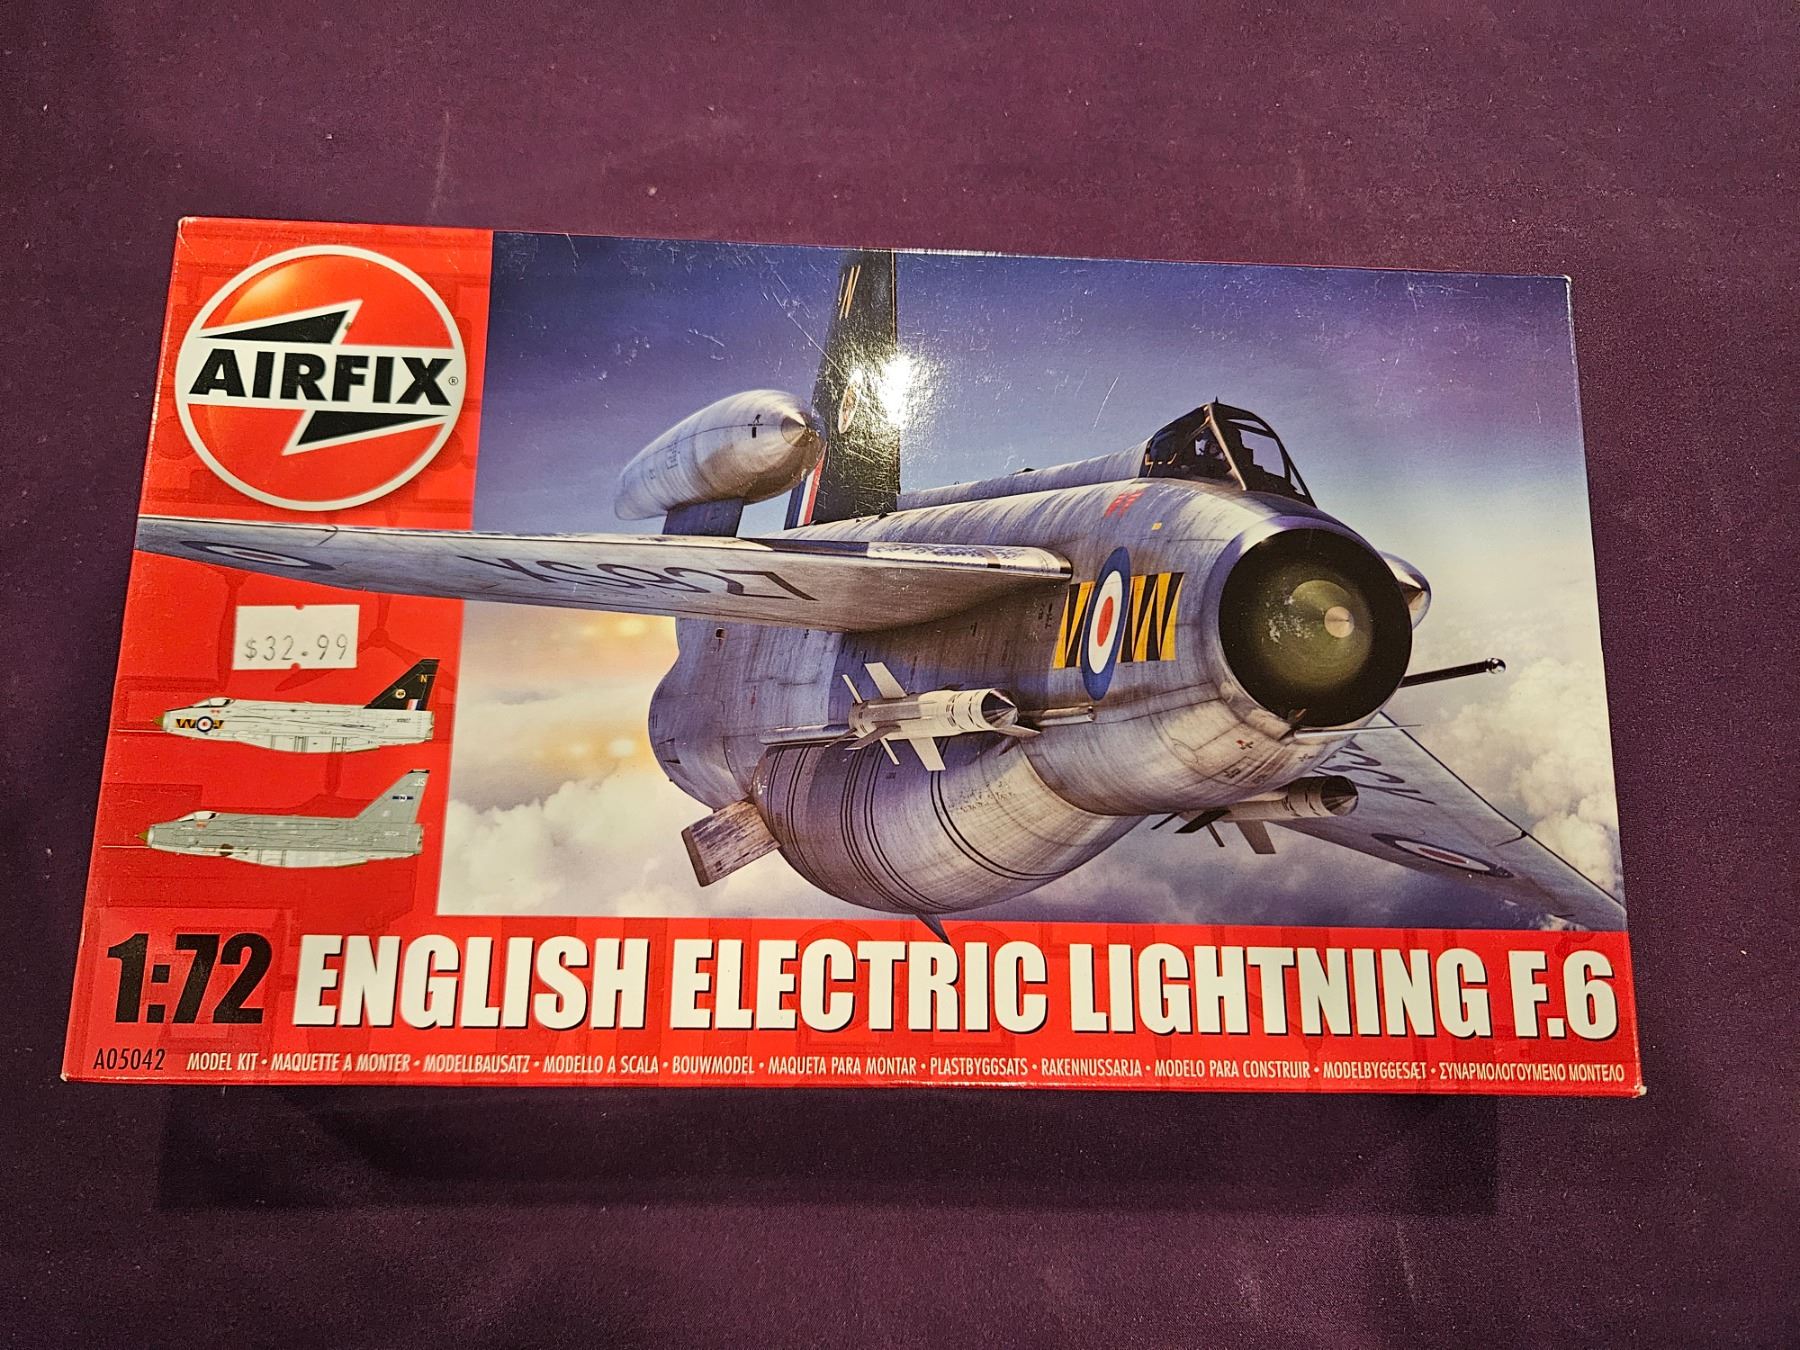 AIRFIX®
$32.99
XS927
N
1:72 ENGLISH ELECTRIC LIGHTNING F.6
A05042 MODEL KIT • MAQUETTE A MONTER • MODELLBAUSATZ • MODELLO A SCALA • BOUWMODEL • MAQUETA PARA MONTAR • PLASTBYGGSATS • RAKENNUSSARJA • MODELO PARA CONSTRUIR • MODELBYGGESÆT • ΣΥΝΑΡΜΟΛΟΓΟΥΜΕΝΟ ΜΟΝΤΕΛΟ